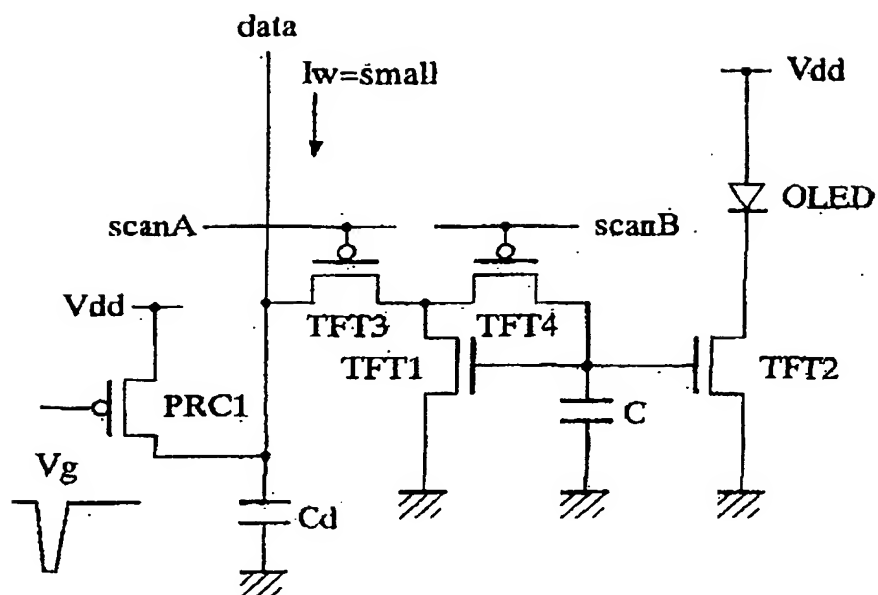 data
Iw=small
Vdd
OLED
scanA
scanB
Vdd
TFT3
TFT4
TFT1
TFT2
PRC1
C
Vg
Cd